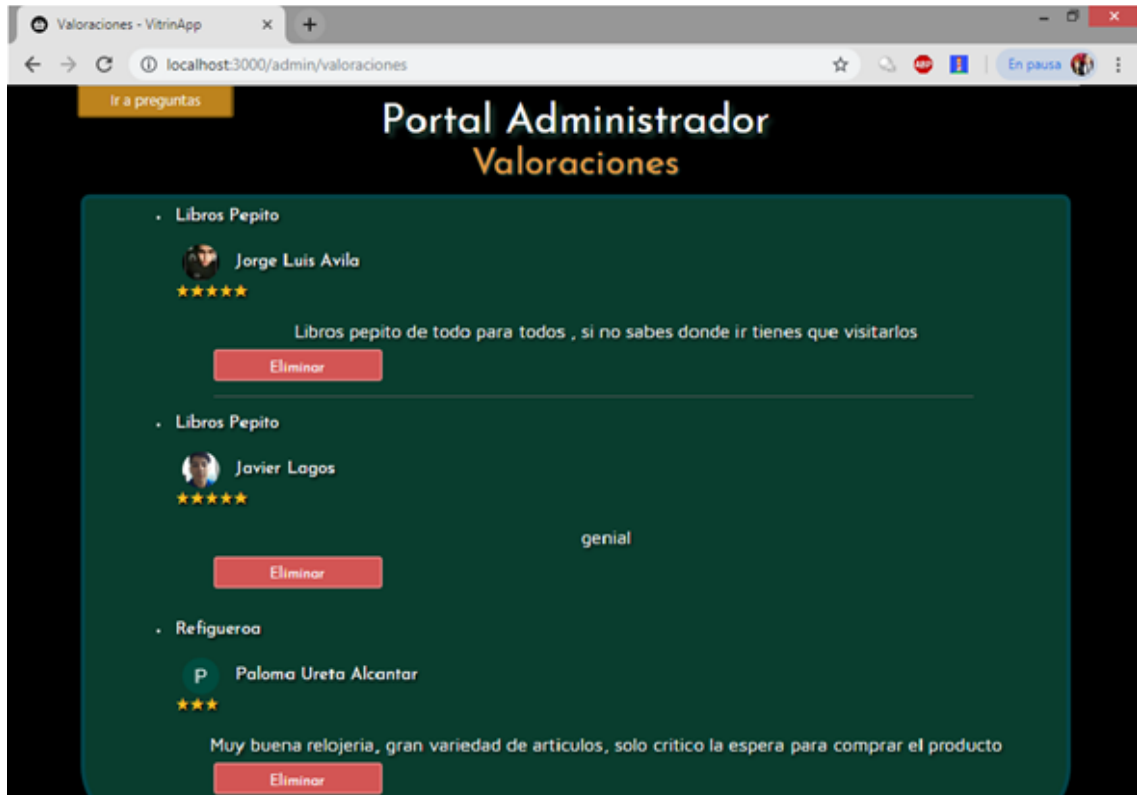 Valoraciones - VitrinApp
localhost:3000/admin/valoraciones
ABP
En pausa
Ir a preguntas
Portal Administrador
Valoraciones
Libros Pepito
Jorge Luis Avila
Libros pepito de todo para todos , si no sabes donde ir tienes que visitarlos
Eliminar
Libros Pepito
Javier Lagos
genial
Eliminar
Refigueroa
P
Paloma Ureta Alcantar
Muy buena relojeria, gran variedad de articulos, solo critico la espera para comprar el producto
Eliminar